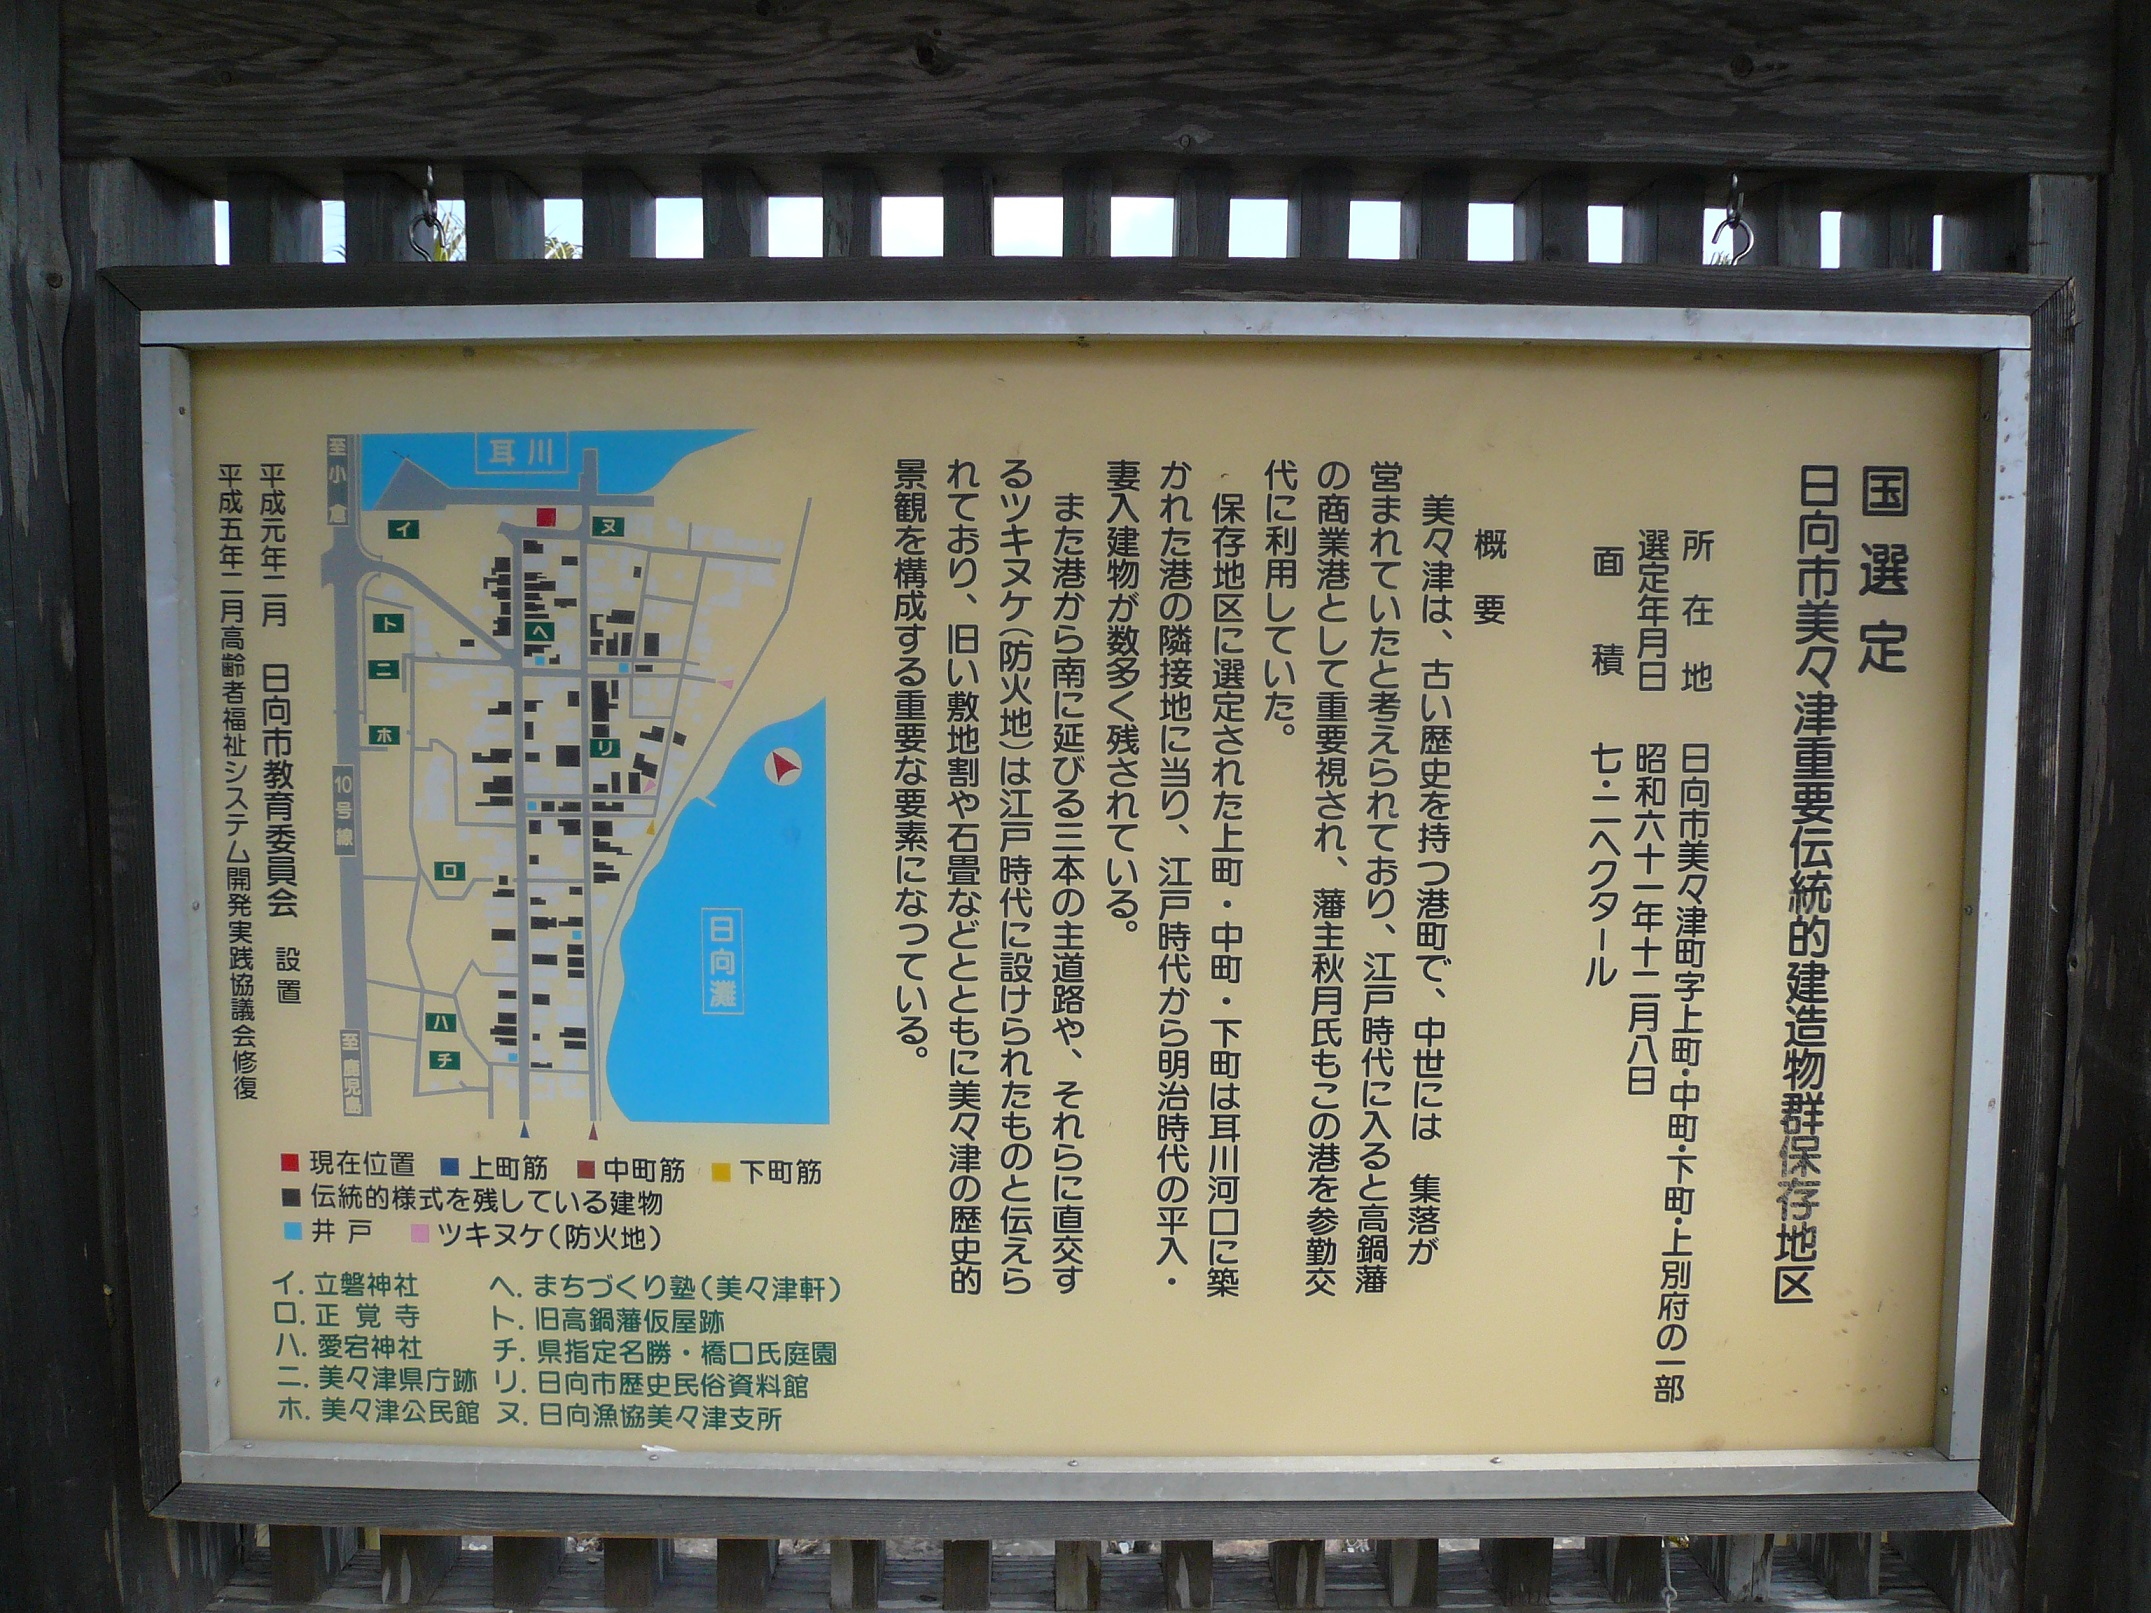 国選定
日向市美々津重要伝統的建造物群保存地区
所在地 日向市美々津町字上町・中町・下町・上別府の一部
選定年月日 昭和六十一年十二月八日
面積 七・二ヘクタール
概要
美々津は、古い歴史を持つ港町で、中世には 集落が
営まれていたと考えられており、江戸時代に入ると高鍋藩
の商業港として重要視され、藩主秋月氏もこの港を参勤交
代に利用していた。
保存地区に選定された上町・中町・下町は耳川河口に築
かれた港の隣接地に当り、江戸時代から明治時代の平入・
妻入建物が数多く残されている。
また港から南に延びる三本の主道路や、それらに直交す
るツキヌケ(防火地)は江戸時代に設けられたものと伝えら
れており、旧い敷地割や石畳などとともに美々津の歴史的
景観を構成する重要な要素になっている。
耳川
至小倉
イ
ヌ
ヘ
ト
ニ
ホ
リ
10号線
ロ
日向灘
ハ
チ
至鹿児島
現在位置 上町筋 中町筋 下町筋
伝統的様式を残している建物
井戸 ツキヌケ(防火地)
イ. 立磐神社
ロ. 正覚寺
ハ. 愛宕神社
ニ. 美々津県庁跡
ホ. 美々津公民館
ヘ. まちづくり塾(美々津軒)
ト. 旧高鍋藩仮屋跡
チ. 県指定名勝・橋口氏庭園
リ. 日向市歴史民俗資料館
ヌ. 日向漁協美々津支所
平成元年二月 日向市教育委員会 設置
平成五年二月高齢者福祉システム開発実践協議会修復